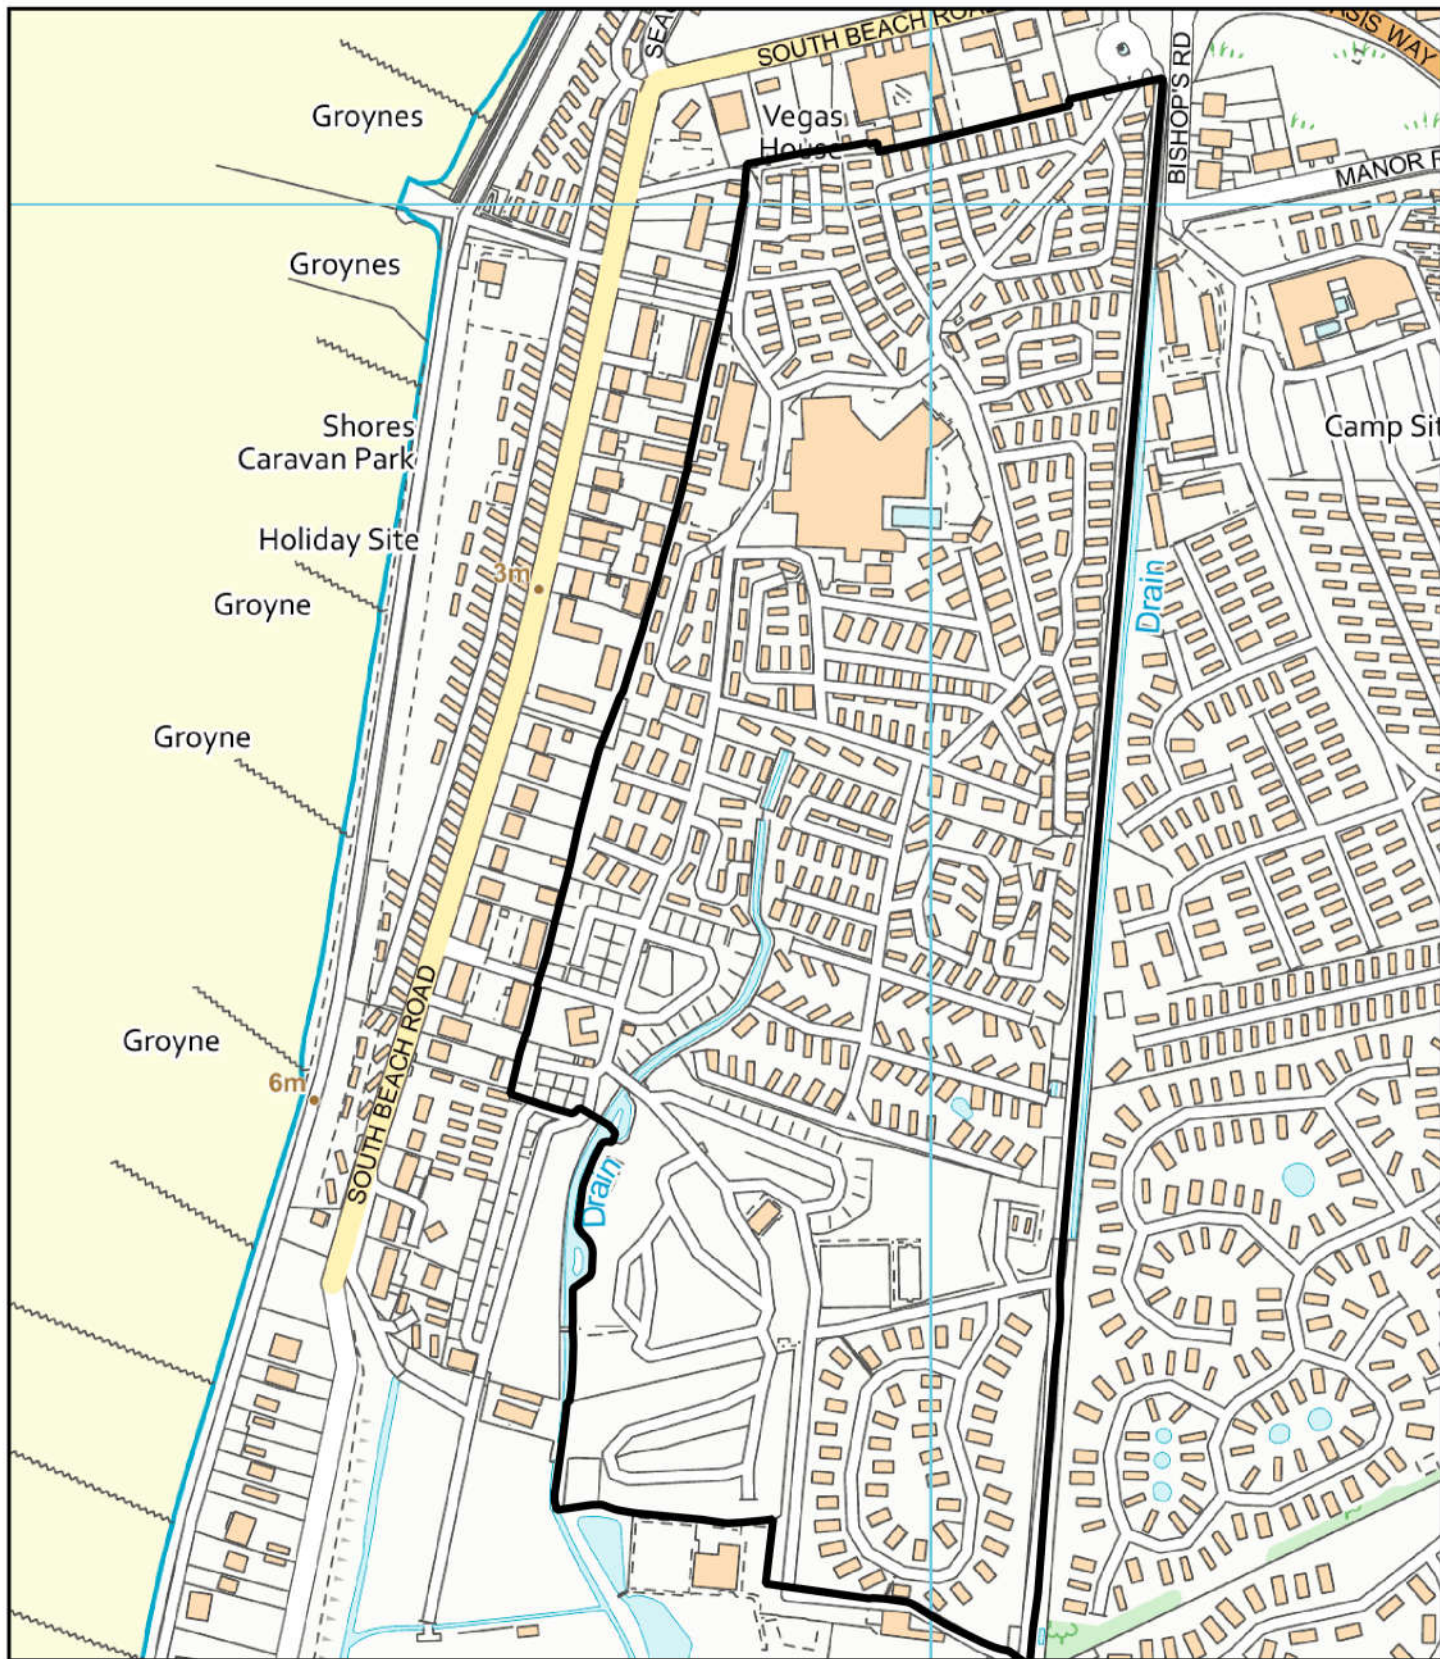 SOUTH BEACH ROAD
BISHOP'S RD
Groynes
Vegas
House
MANOR
Groynes
Shores
Caravan Park
Camp Sit
Holiday Site
3m
Groyne
Drain
Groyne
SOUTH BEACH ROAD
Groyne
6m
Drain
WAY